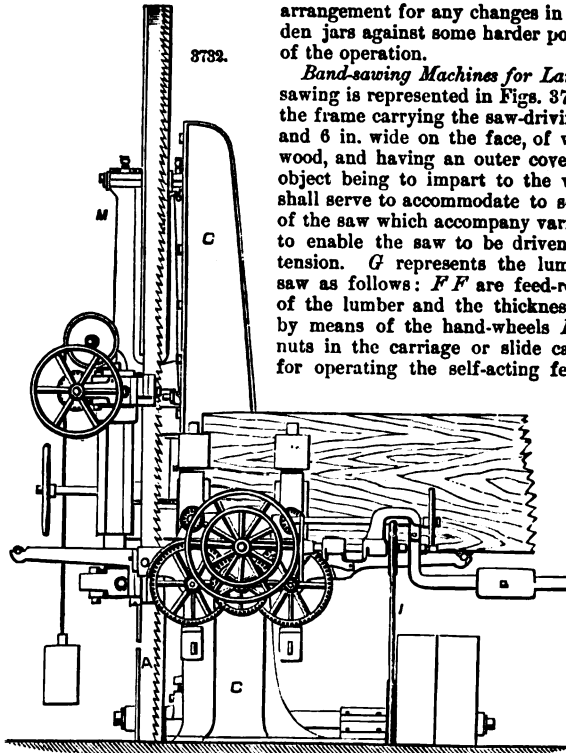 arrangement for any changes in
den jars against some harder po
of the operation.
Band-sawing Machines for La
sawing is represented in Figs. 37
the frame carrying the saw-drivi
and 6 in. wide on the face, of
wood, and having an outer cove
object being to impart to the
shall serve to accommodate to s
of the saw which accompany vari
to enable the saw to be driven
tension. G represents the lum
saw as follows: F F are feed-r
of the lumber and the thicknes
by means of the hand-wheels
nuts in the carriage or slide ca
for operating the self-acting fe
3732.
M
C
I
A
C